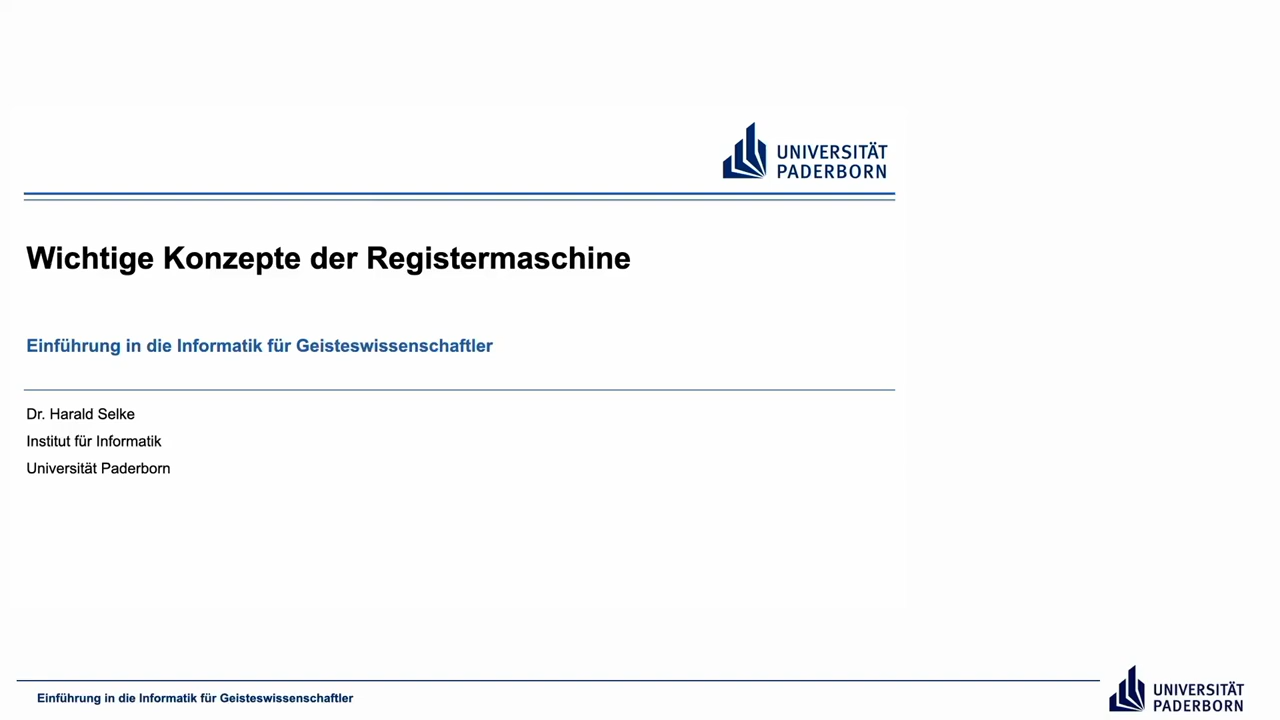 UNIVERSITÄT
PADERBORN
Wichtige Konzepte der Registermaschine
Einführung in die Informatik für Geisteswissenschaftler
Dr. Harald Selke
Institut für Informatik
Universität Paderborn
Einführung in die Informatik für Geisteswissenschaftler
UNIVERSITÄT
PADERBORN